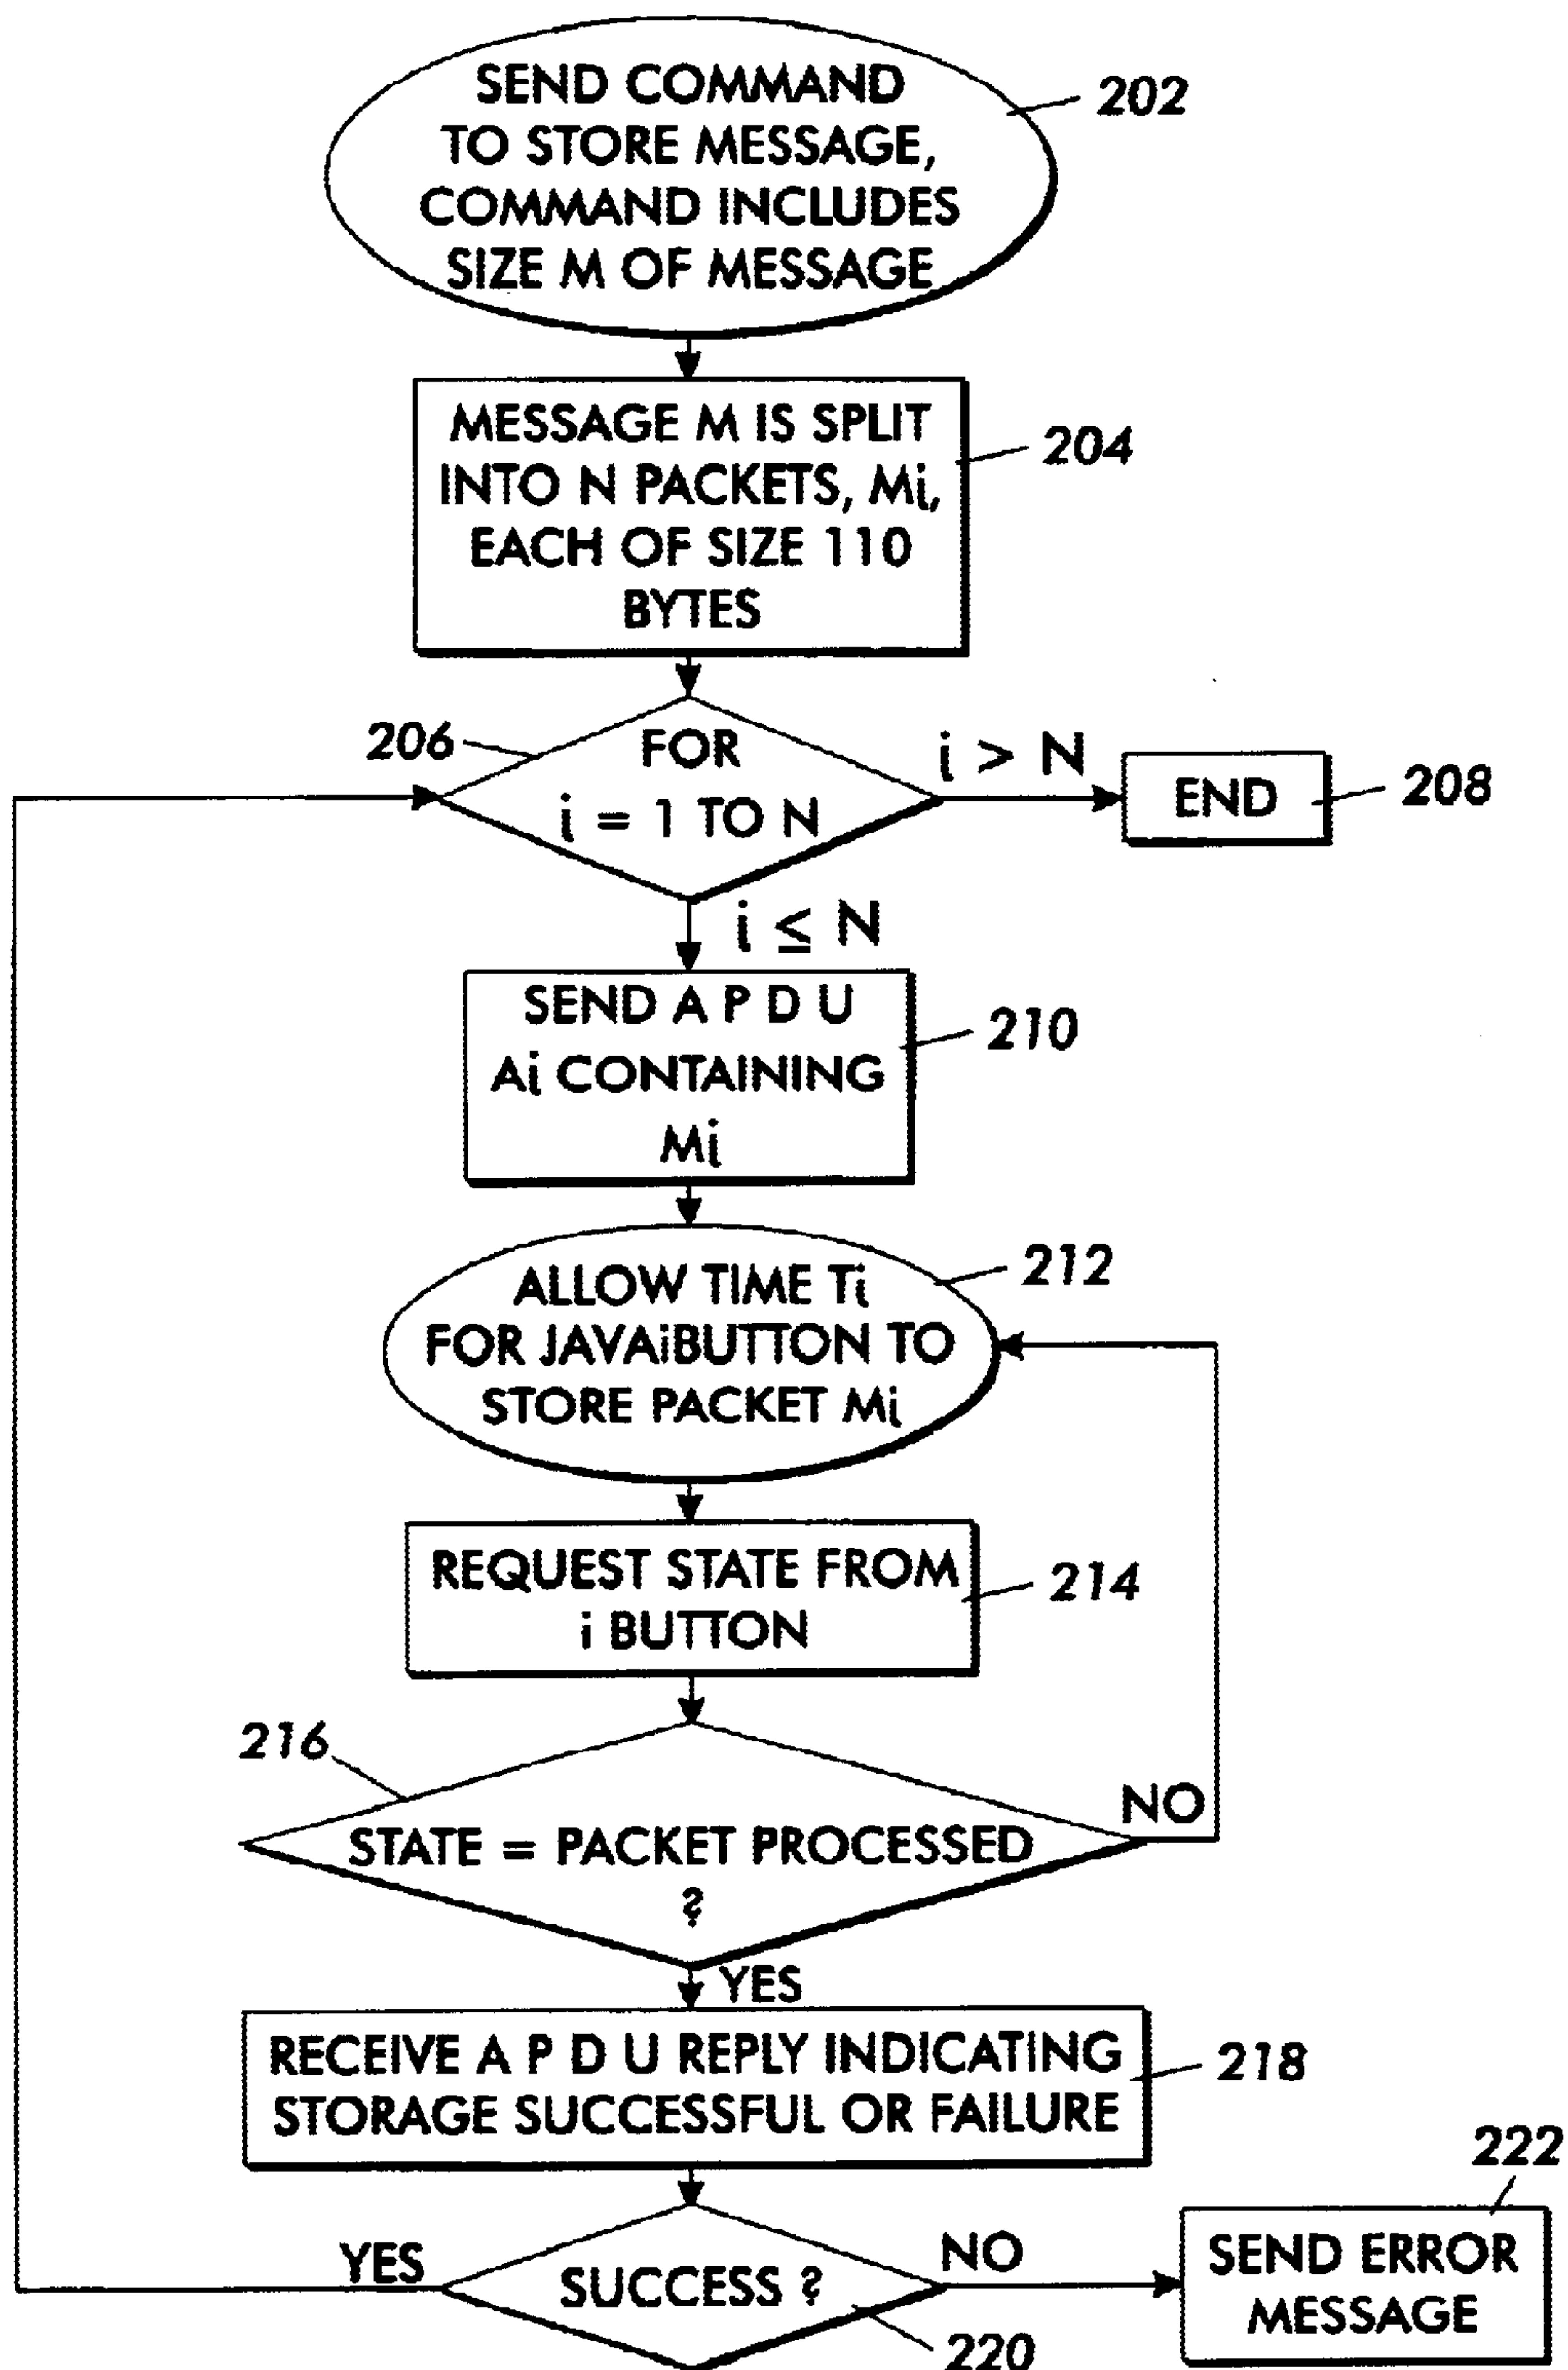 SEND COMMAND
TO STORE MESSAGE,
COMMAND INCLUDES
SIZE M OF MESSAGE
202
MESSAGE M IS SPLIT
INTO N PACKETS, Mi,
EACH OF SIZE 110
BYTES
204
206
FOR
i = 1 TO N
i > N
END
208
i ≤ N
SEND A P D U
Ai CONTAINING
Mi
210
ALLOW TIME Ti
FOR JAVAiBUTTON TO
STORE PACKET Mi
212
REQUEST STATE FROM
i BUTTON
214
216
STATE = PACKET PROCESSED
?
NO
YES
RECEIVE A P D U REPLY INDICATING
STORAGE SUCCESSFUL OR FAILURE
218
YES
SUCCESS ?
NO
220
222
SEND ERROR
MESSAGE